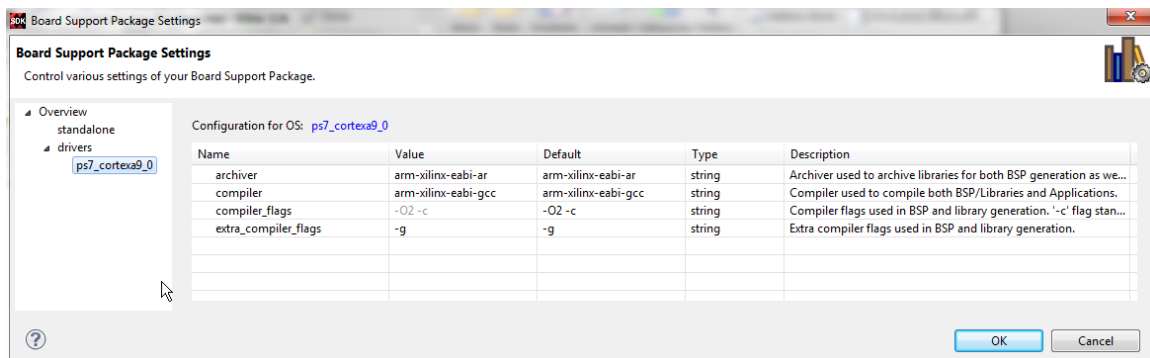 SDK Board Support Package Settings
Board Support Package Settings
Control various settings of your Board Support Package.
Overview
standalone
drivers
ps7_cortexa9_0
Configuration for OS: ps7_cortexa9_0
Name Value Default Type Description
archiver arm-xilinx-eabi-ar arm-xilinx-eabi-ar string Archiver used to archive libraries for both BSP generation as we...
compiler arm-xilinx-eabi-gcc arm-xilinx-eabi-gcc string Compiler used to compile both BSP/Libraries and Applications.
compiler_flags -O2 -c -O2 -c string Compiler flags used in BSP and library generation. '-c' flag stan...
extra_compiler_flags -g -g string Extra compiler flags used in BSP and library generation.
?
OK Cancel